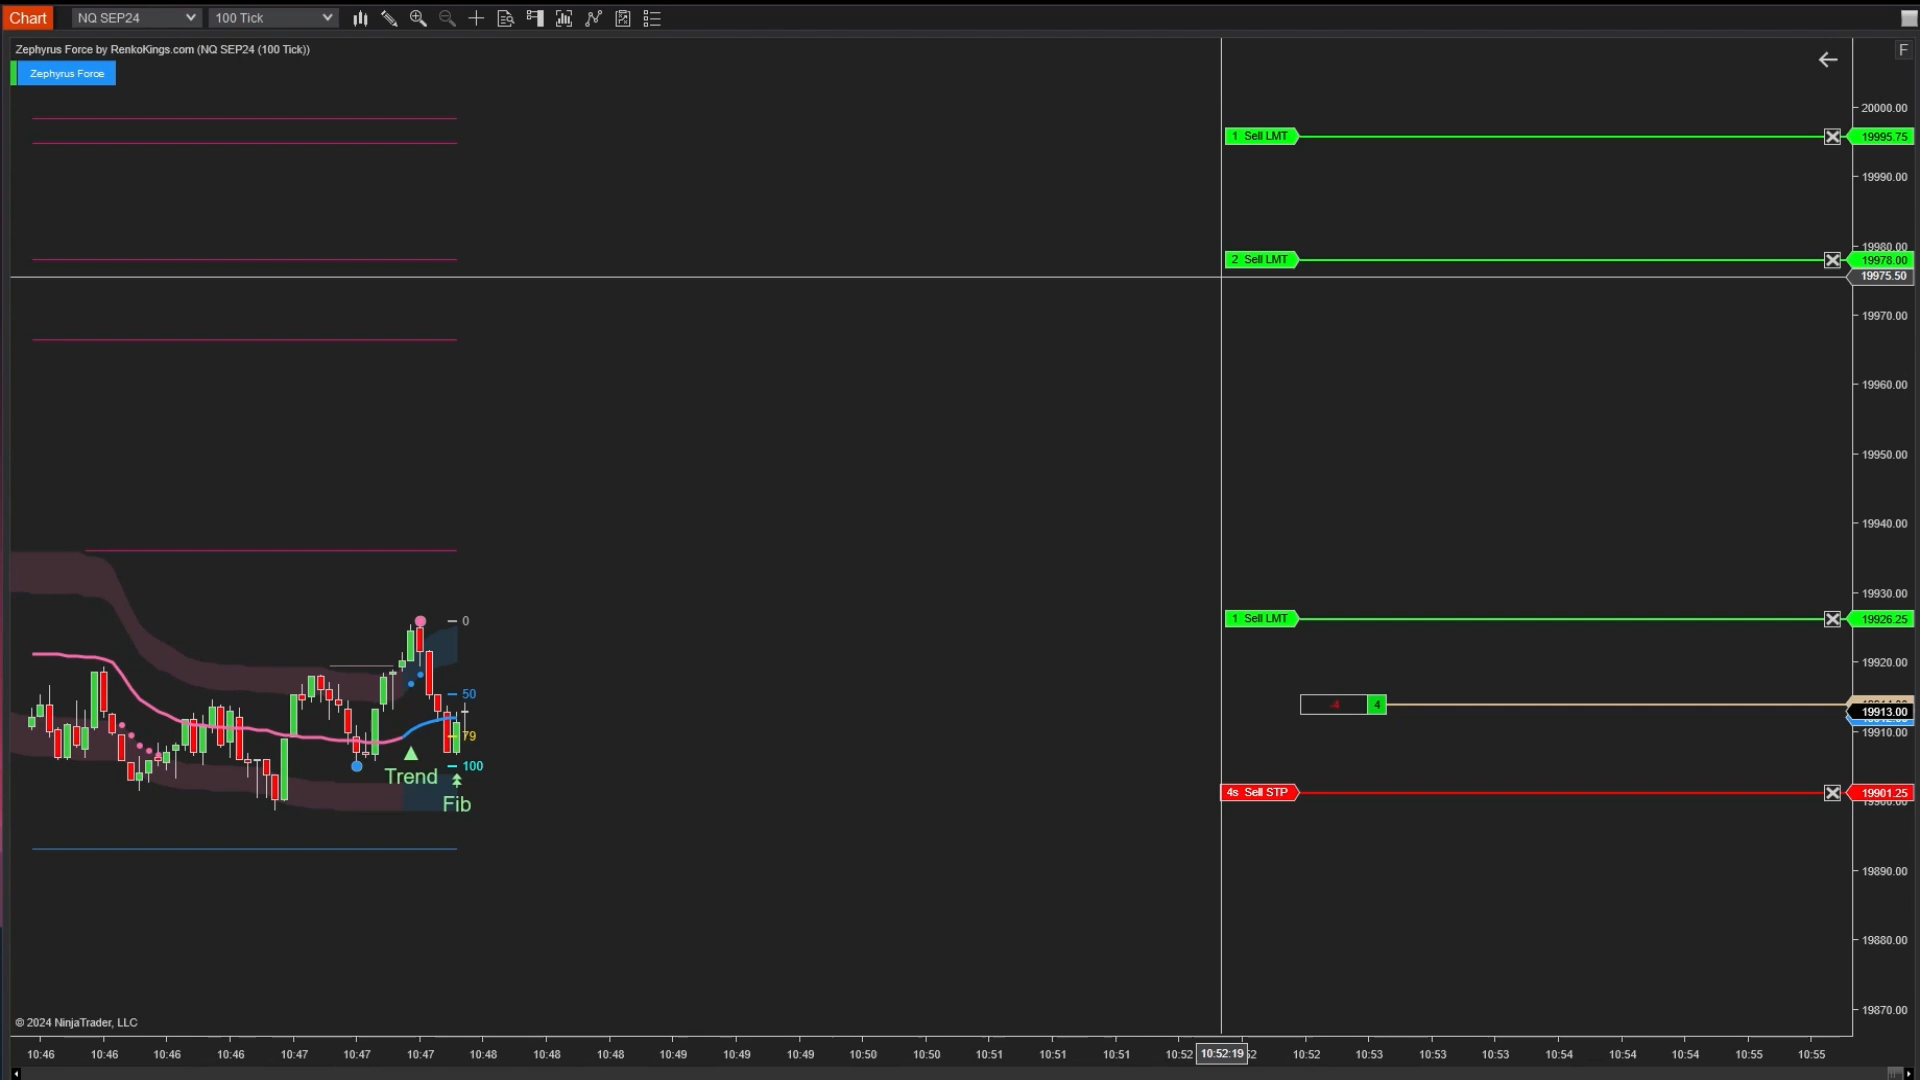 Chart NQ SEP24 100 Tick
Zephyrus Force by RenkoKings.com (NQ SEP24 (100 Tick))
F
Zephyrus Force
20000.00
1 Sell LMT 19995.75
19990.00
19980.00
2 Sell LMT 19978.00
19975.50
19970.00
19960.00
19950.00
19940.00
19930.00
1 Sell LMT 19926.25
0
19920.00
50
-4 4
19913.00
79
19910.00
100
Trend
4s Sell STP 19901.25
Fib
19890.00
19880.00
19870.00
© 2024 NinjaTrader, LLC
10:46 10:46 10:46 10:46 10:47 10:47 10:47 10:48 10:48 10:48 10:49 10:49 10:49 10:50 10:50 10:51 10:51 10:51 10:52 10:52:19 10:52 10:53 10:53 10:53 10:54 10:54 10:54 10:55 10:55